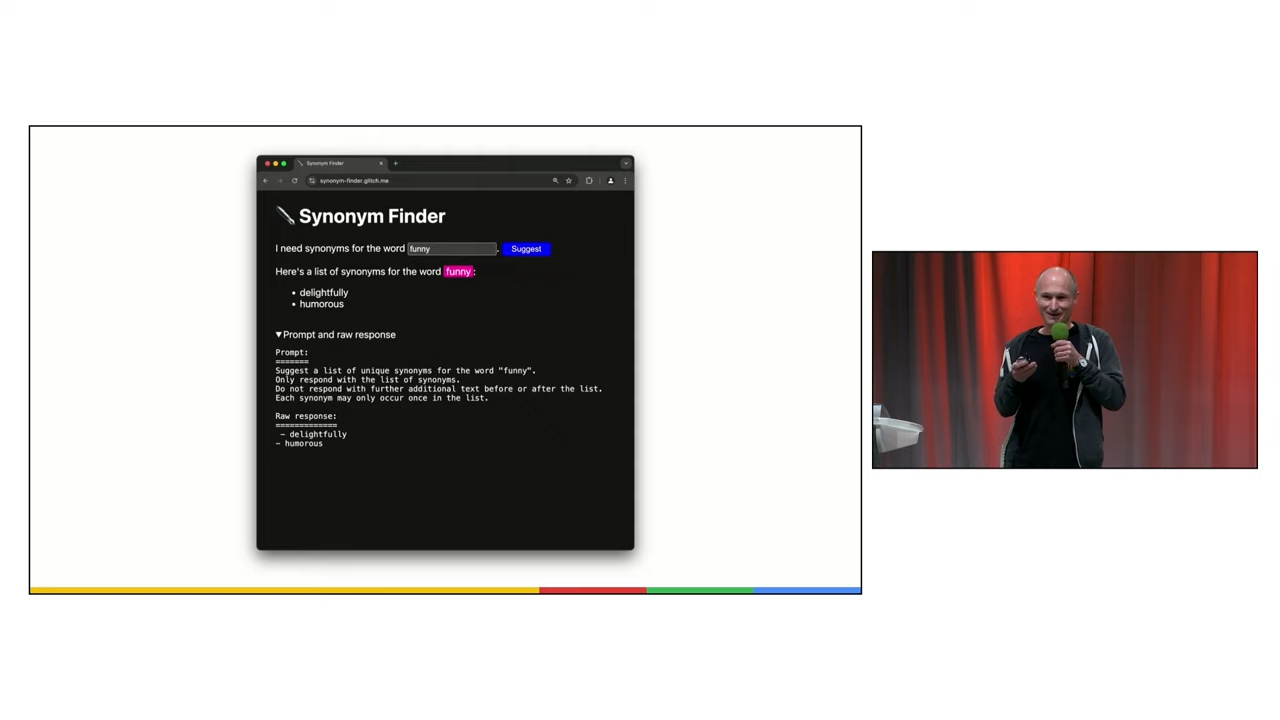 Synonym Finder
synonym-finder.glitch.me
Synonym Finder
I need synonyms for the word funny. Suggest
Here's a list of synonyms for the word funny:
• delightfully
• humorous
▼Prompt and raw response
Prompt:
=======
Suggest a list of unique synonyms for the word "funny".
Only respond with the list of synonyms.
Do not respond with further additional text before or after the list.
Each synonym may only occur once in the list.
Raw response:
=============
- delightfully
- humorous